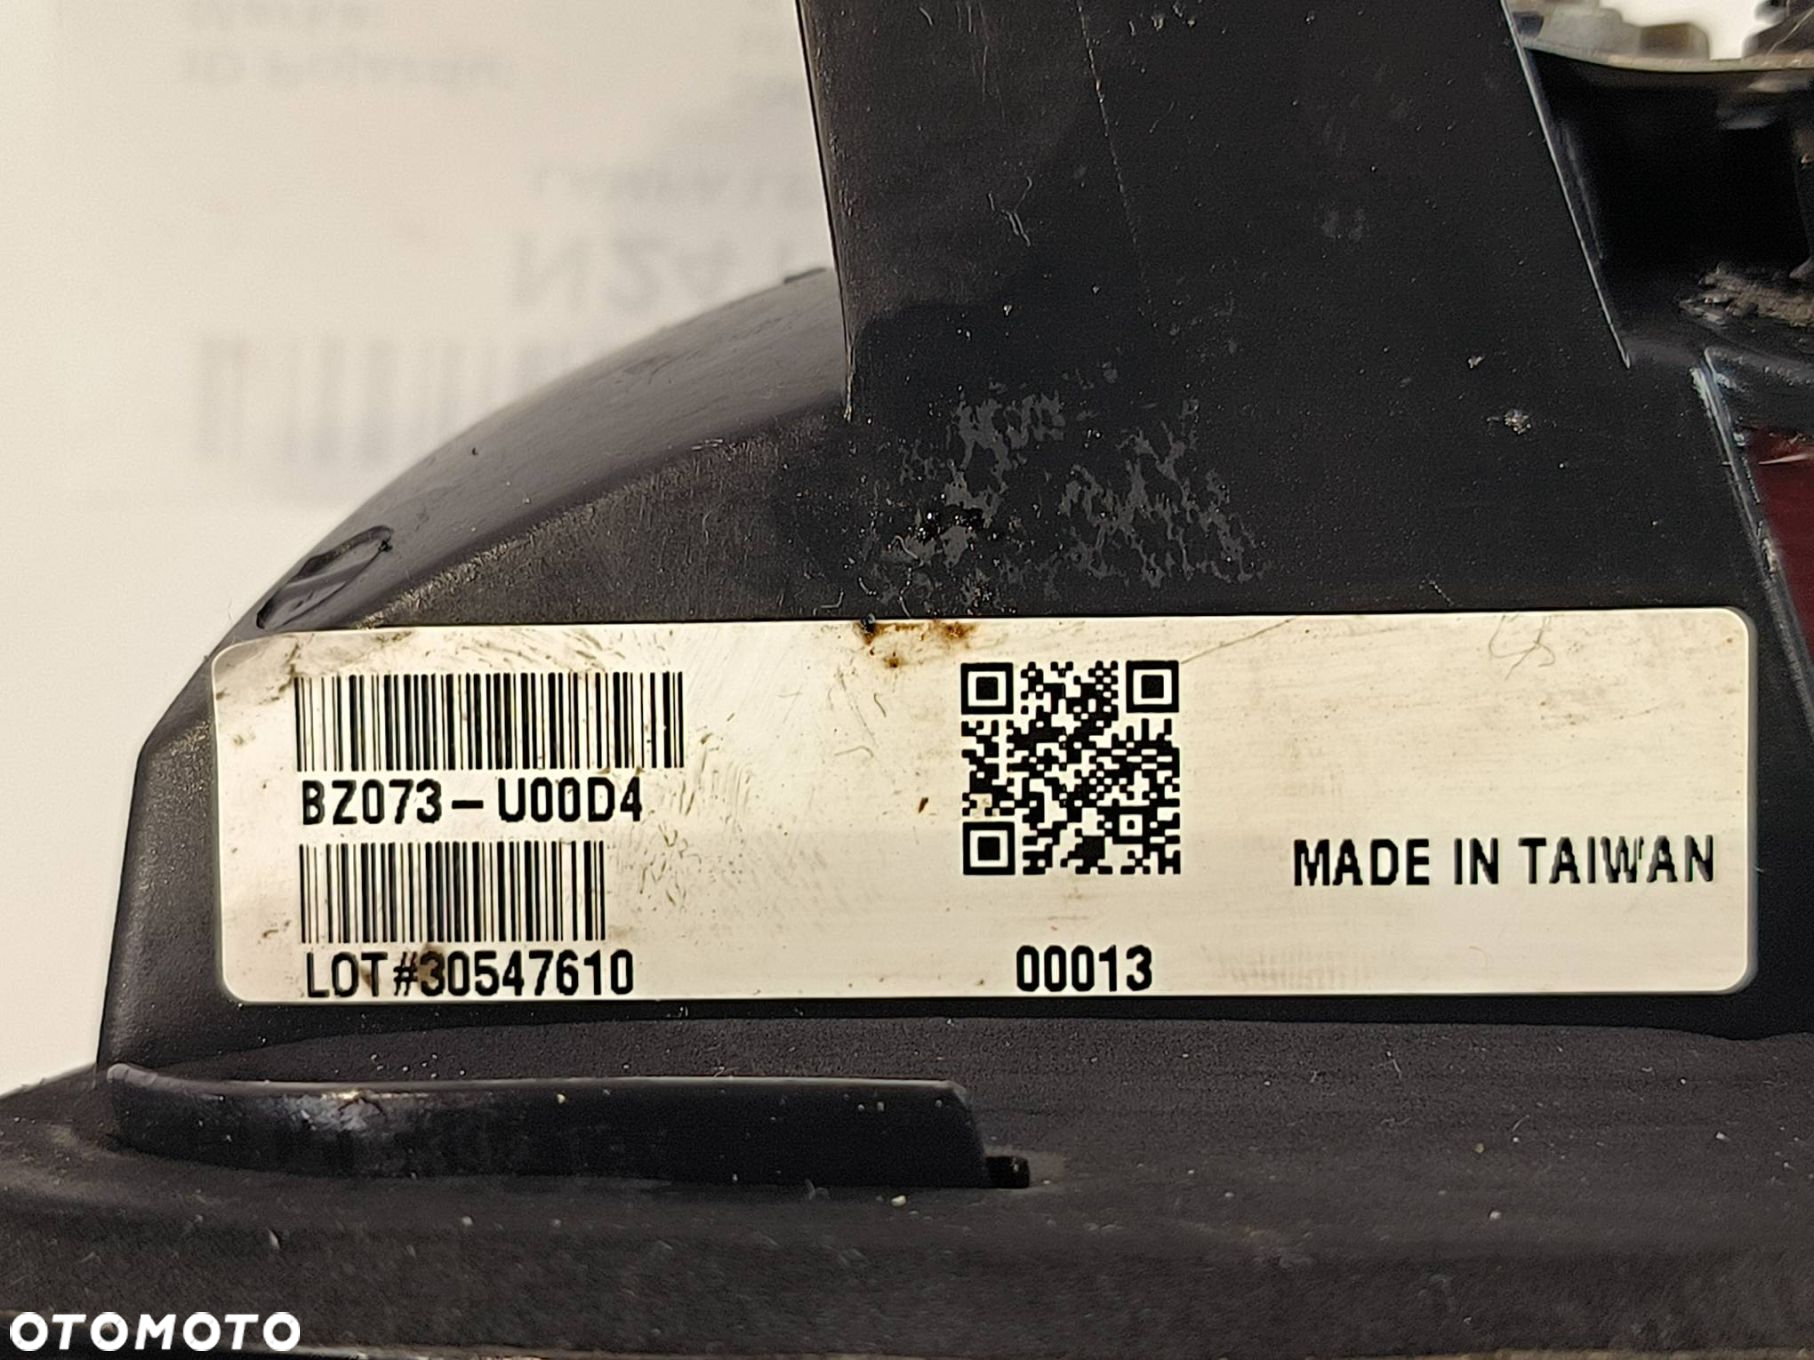 BZ073-U00D4
LOT#30547610
00013
MADE IN TAIWAN
OTOMOTO